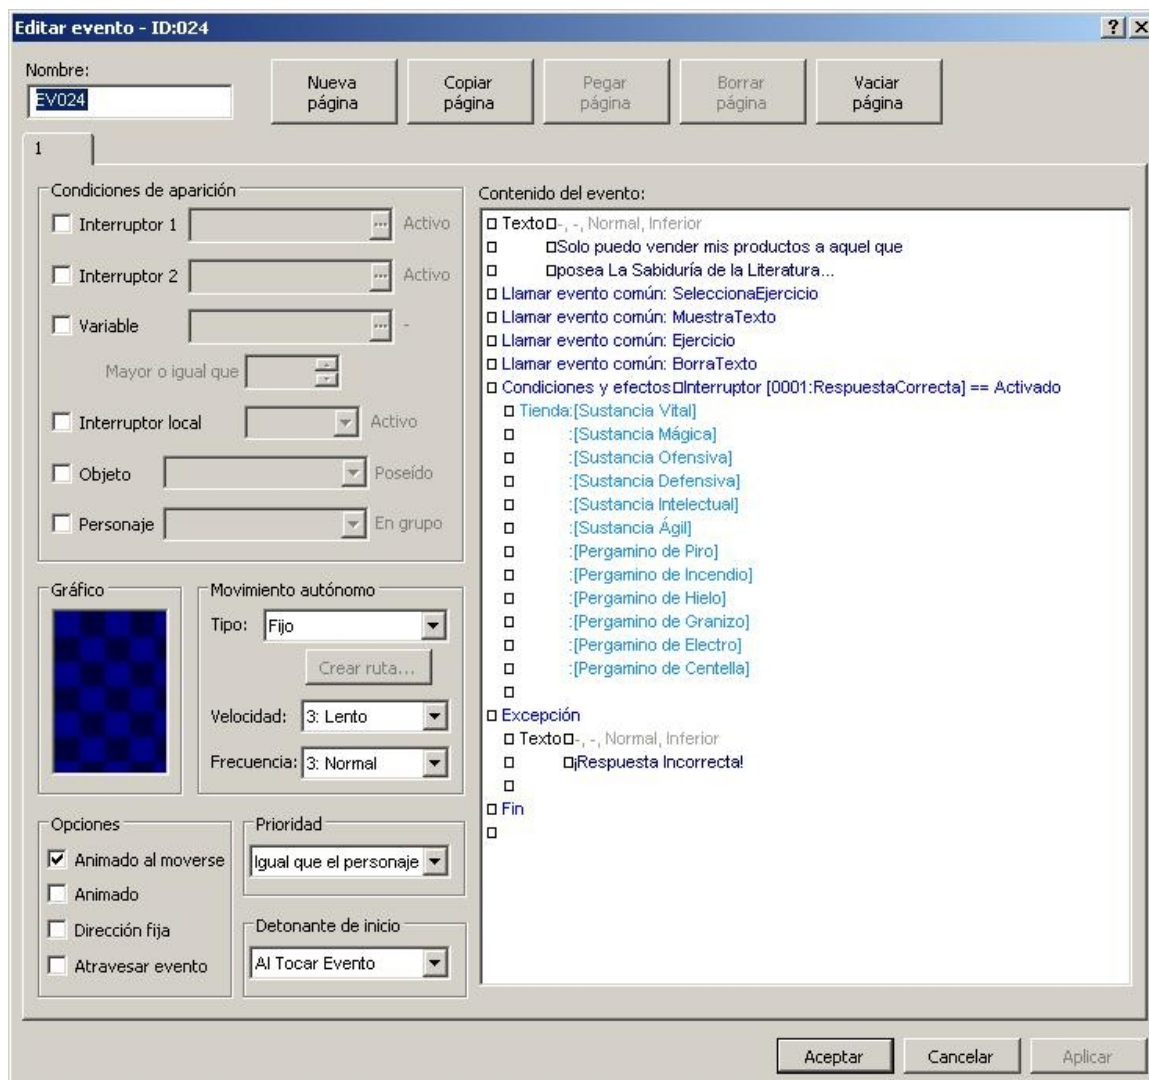 Editar evento - ID:024
Nombre:
EV024
Nueva página
Copiar página
Pegar página
Borrar página
Vaciar página
1
Condiciones de aparición
Interruptor 1 ... Activo
Interruptor 2 ... Activo
Variable ... -
Mayor o igual que
Interruptor local Activo
Objeto Poseído
Personaje En grupo
Gráfico
Movimiento autónomo
Tipo: Fijo
Crear ruta...
Velocidad: 3: Lento
Frecuencia: 3: Normal
Opciones
Animado al moverse
Animado
Dirección fija
Atravesar evento
Prioridad
Igual que el personaje
Detonante de inicio
Al Tocar Evento
Contenido del evento:
Texto -, -, Normal, Inferior
Solo puedo vender mis productos a aquel que
posea La Sabiduría de la Literatura...
Llamar evento común: SeleccionaEjercicio
Llamar evento común: MuestraTexto
Llamar evento común: Ejercicio
Llamar evento común: BorraTexto
Condiciones y efectos Interruptor [0001:RespuestaCorrecta] == Activado
Tienda:[Sustancia Vital]
:[Sustancia Mágica]
:[Sustancia Ofensiva]
:[Sustancia Defensiva]
:[Sustancia Intelectual]
:[Sustancia Ágil]
:[Pergamino de Piro]
:[Pergamino de Incendio]
:[Pergamino de Hielo]
:[Pergamino de Granizo]
:[Pergamino de Electro]
:[Pergamino de Centella]
Excepción
Texto -, -, Normal, Inferior
¡Respuesta Incorrecta!
Fin
Aceptar
Cancelar
Aplicar